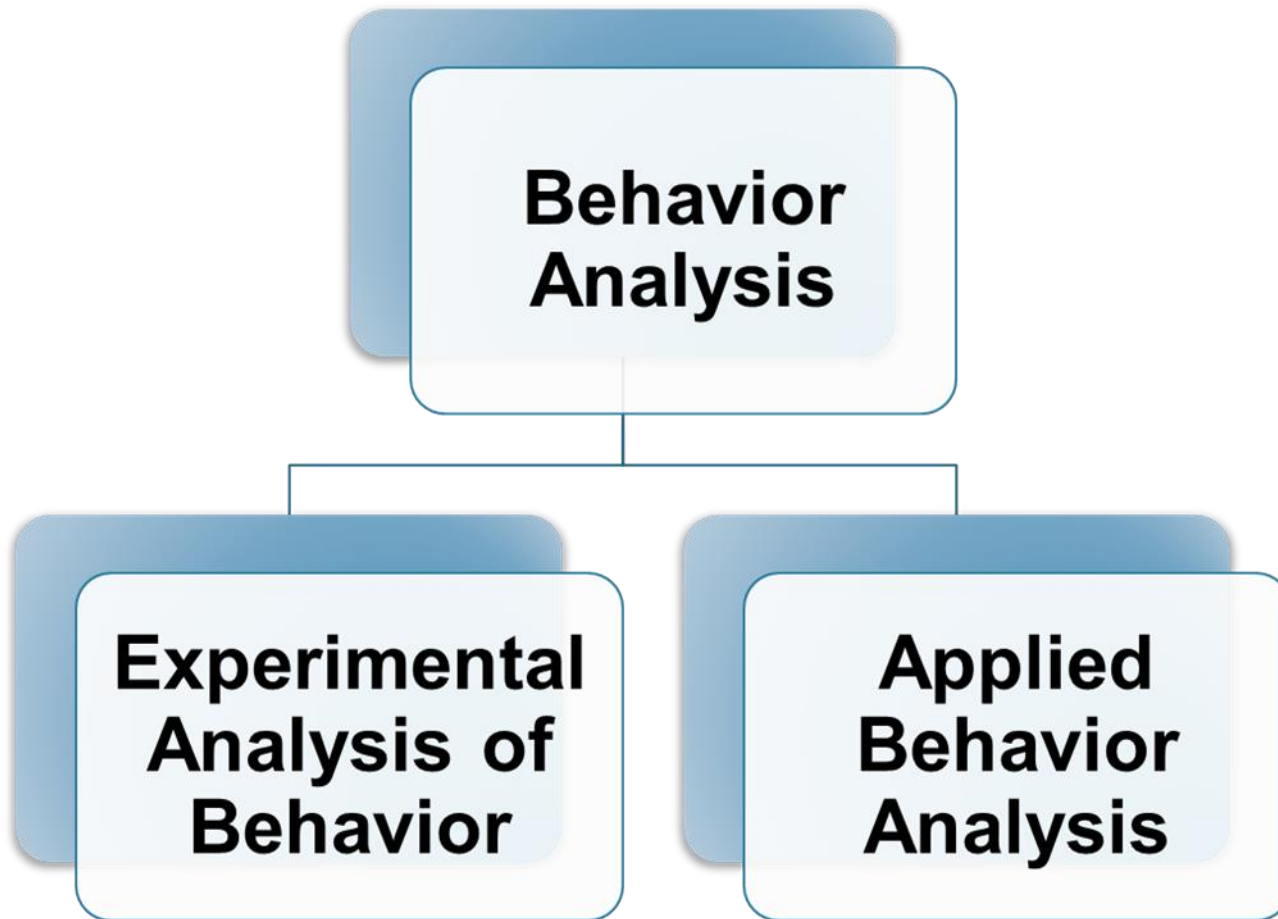 Behavior
Analysis
Experimental
Analysis of
Behavior
Applied
Behavior
Analysis